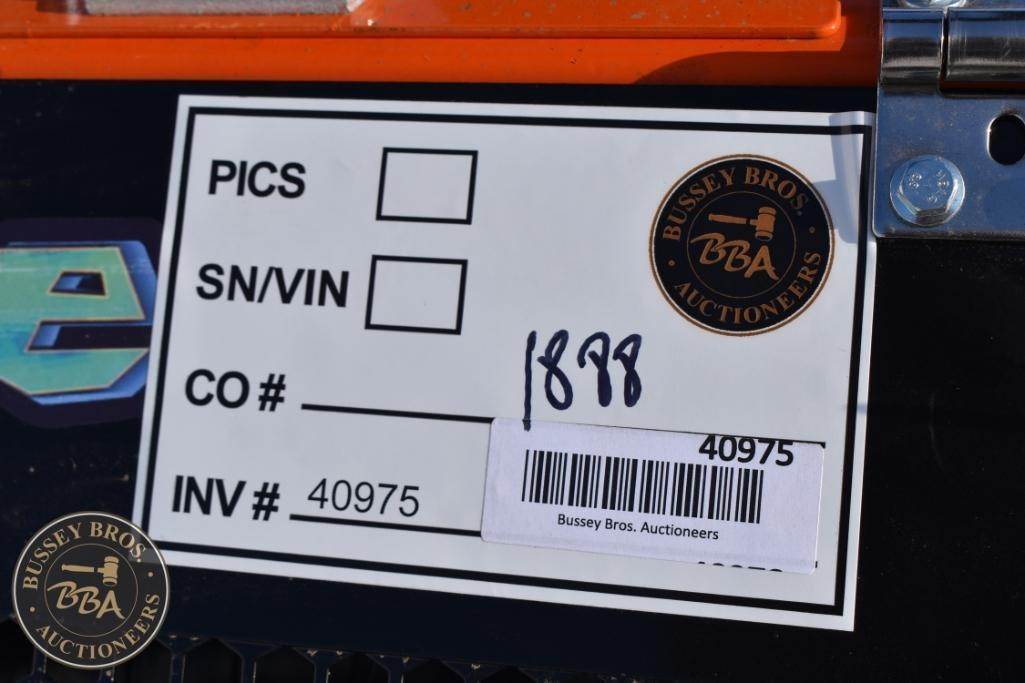 PICS
SN/VIN
BUSSEY BROS.
BBA
AUCTIONEERS
CO #
1888
INV # 40975
40975
Bussey Bros. Auctioneers
e
BUSSEY BROS.
BBA
AUCTIONEERS